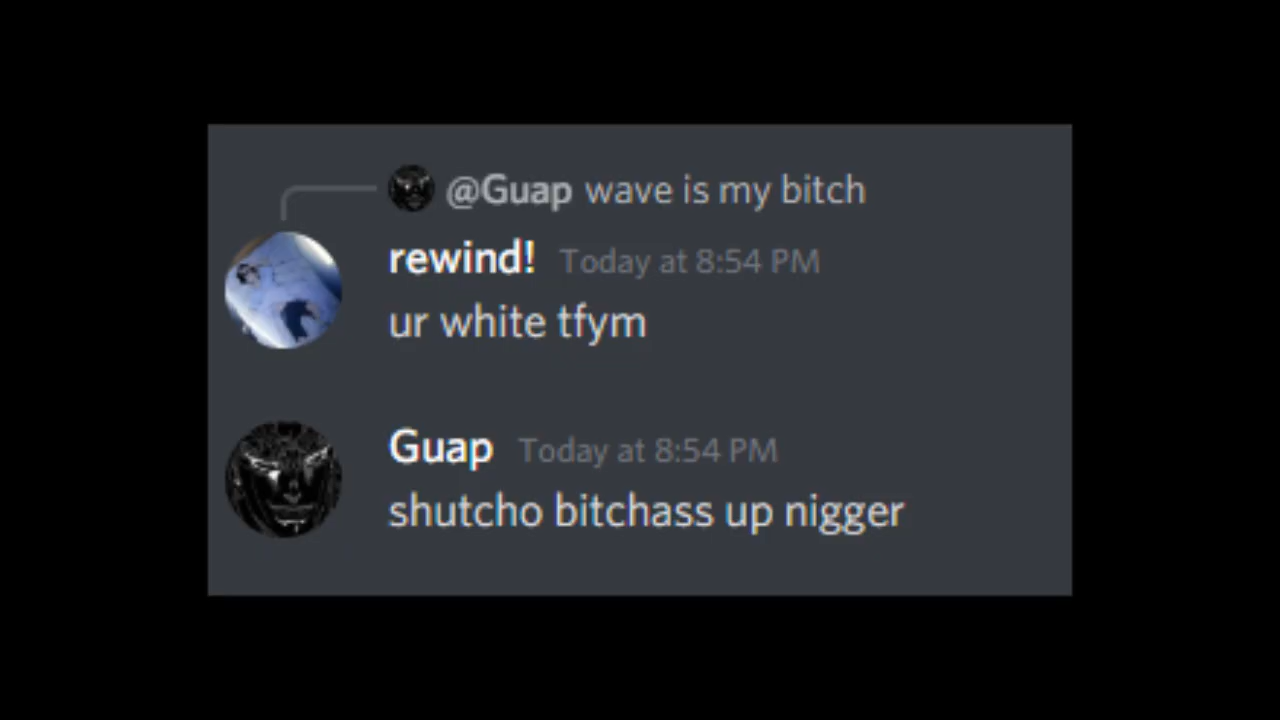 @Guap wave is my bitch
rewind! Today at 8:54 PM
ur white tfym
Guap Today at 8:54 PM
shutcho bitchass up nigger